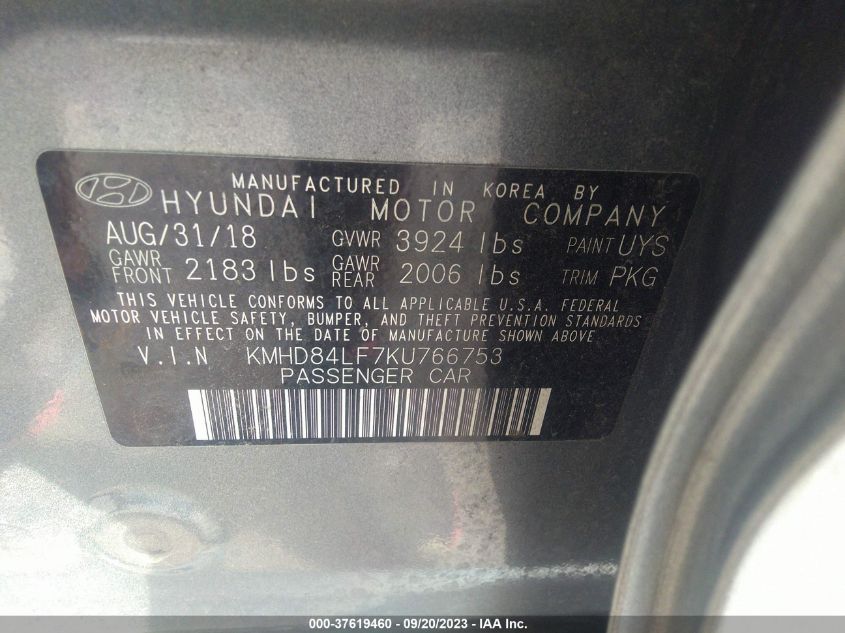 MANUFACTURED IN KOREA BY
HYUNDAI MOTOR COMPANY
AUG/31/18 GVWR 3924 lbs PAINT UYS
GAWR FRONT 2183 lbs GAWR REAR 2006 lbs TRIM PKG
THIS VEHICLE CONFORMS TO ALL APPLICABLE U.S.A. FEDERAL
MOTOR VEHICLE SAFETY, BUMPER, AND THEFT PREVENTION STANDARDS
IN EFFECT ON THE DATE OF MANUFACTURE SHOWN ABOVE
V.I.N KMHD84LF7KU766753
PASSENGER CAR
000-37619460 - 09/20/2023 - IAA Inc.